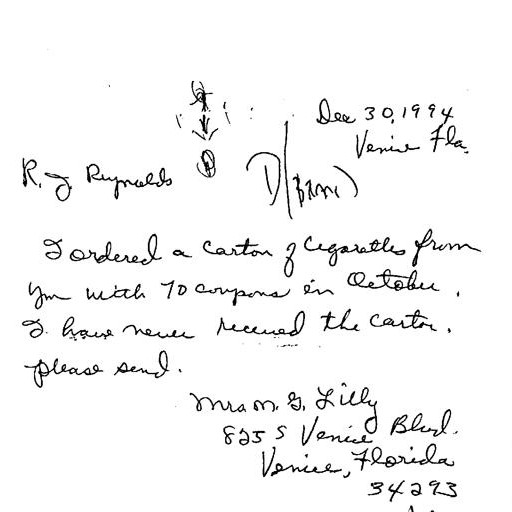 Dec 30, 1994
Venice Fla.
R. J. Reynolds
I ordered a carton of cigarettes from
you with 70 coupons in October.
I have never received the carton.
please send.
Mrs M. G. Lilly
825 S Venice Blvd.
Venice, Florida
34293